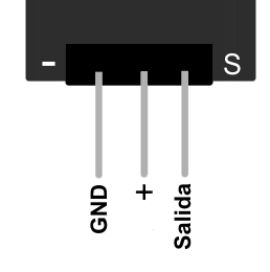 - S
GND
+
Salida